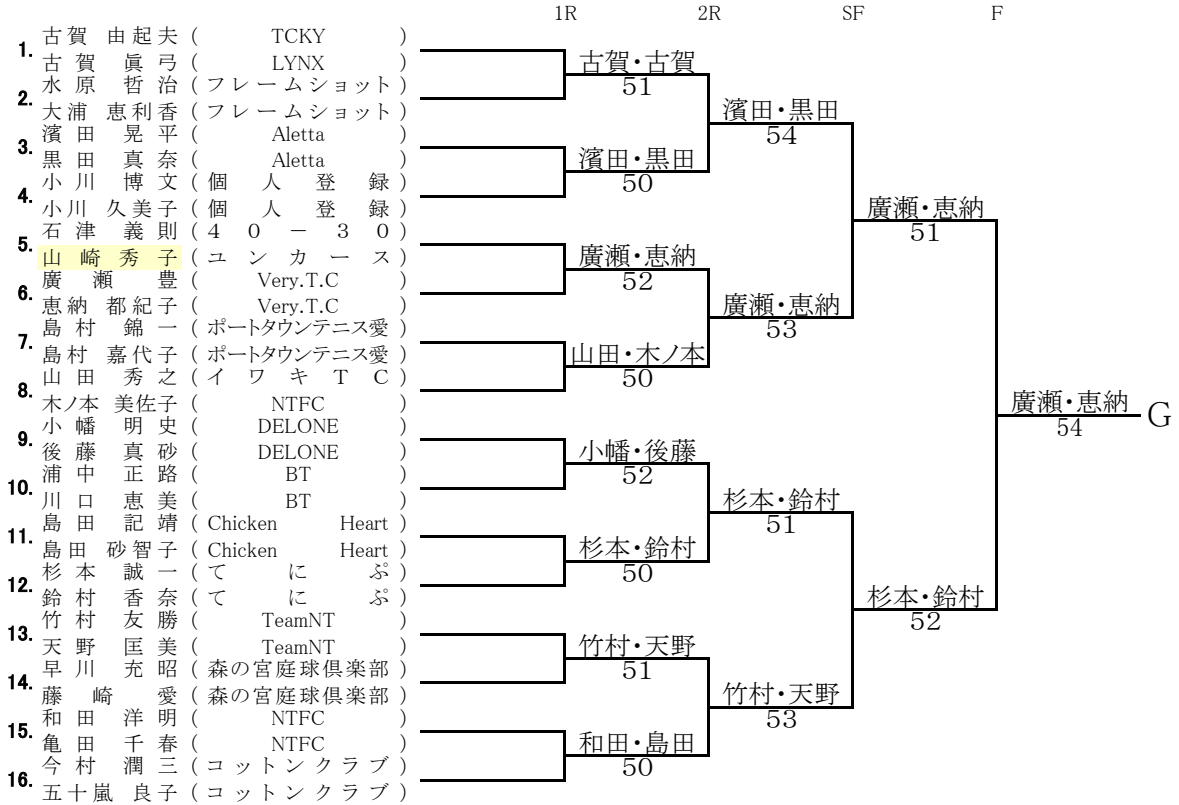 1R 2R SF F
1. 古賀 由起夫 ( TCKY )
古賀 眞弓 ( LYNX )
2. 水原 哲治 ( フレームショット )
大浦 恵利香 ( フレームショット )
3. 濱田 晃平 ( Aletta )
黒田 真奈 ( Aletta )
4. 小川 博文 ( 個人登録 )
小川 久美子 ( 個人登録 )
5. 石津 義則 ( 40-30 )
山崎秀子 ( ユンカース )
6. 廣瀬 豊 ( Very.T.C )
恵納 都紀子 ( Very.T.C )
7. 島村 錦一 ( ポートタウンテニス愛 )
島村 嘉代子 ( ポートタウンテニス愛 )
8. 山田 秀之 ( イワキTC )
木ノ本 美佐子 ( NTFC )
9. 小幡 明史 ( DELONE )
後藤 真砂 ( DELONE )
10. 浦中 正路 ( BT )
川口 恵美 ( BT )
11. 島田 記靖 ( Chicken Heart )
島田 砂智子 ( Chicken Heart )
12. 杉本 誠一 ( てにぷ )
鈴村 香奈 ( てにぷ )
13. 竹村 友勝 ( TeamNT )
天野 匡美 ( TeamNT )
14. 早川 充昭 ( 森の宮庭球倶楽部 )
藤崎 愛 ( 森の宮庭球倶楽部 )
15. 和田 洋明 ( NTFC )
亀田 千春 ( NTFC )
16. 今村 潤三 ( コットンクラブ )
五十嵐 良子 ( コットンクラブ )
古賀・古賀
51
濱田・黒田
50
廣瀬・恵納
52
山田・木ノ本
50
小幡・後藤
52
杉本・鈴村
50
竹村・天野
51
和田・島田
50
濱田・黒田
54
廣瀬・恵納
53
杉本・鈴村
51
竹村・天野
53
廣瀬・恵納
51
杉本・鈴村
52
廣瀬・恵納
54
G